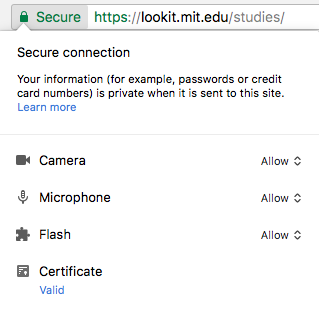 Secure https://lookit.mit.edu/studies/
Secure connection
Your information (for example, passwords or credit
card numbers) is private when it is sent to this site.
Learn more
Camera Allow
Microphone Allow
Flash Allow
Certificate
Valid